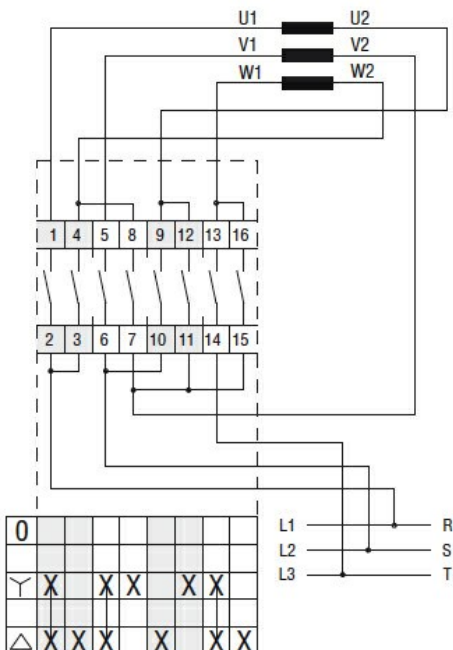 U1 U2
V1 V2
W1 W2
1 4 5 8 9 12 13 16
2 3 6 7 10 11 14 15
L1 R
L2 S
L3 T
0
Y X X X X X
△ X X X X X X